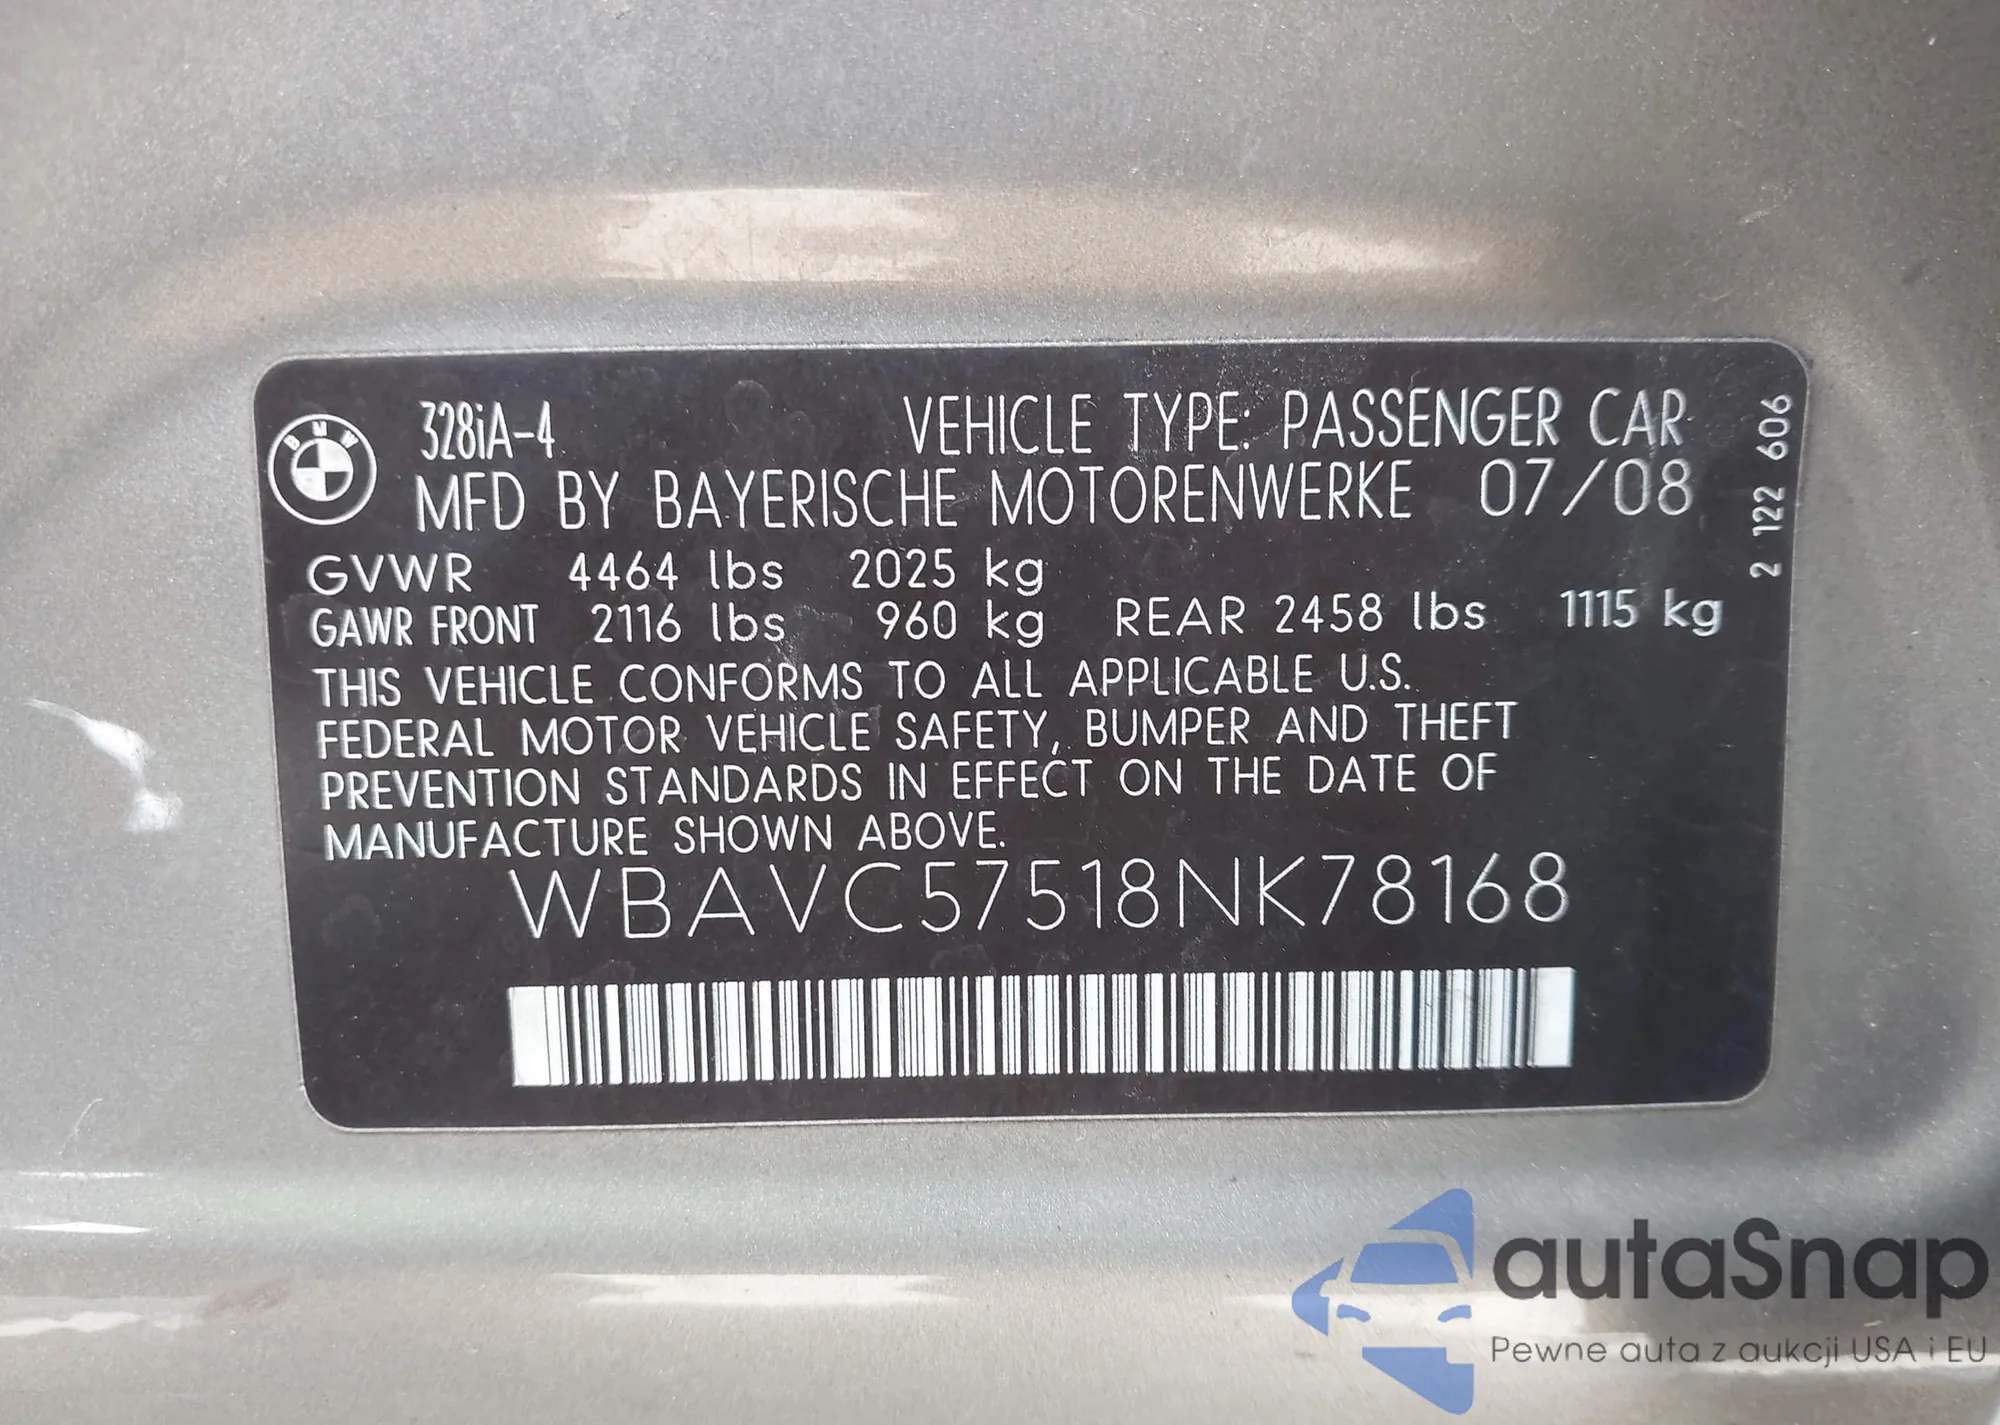 BMW
328iA-4 VEHICLE TYPE: PASSENGER CAR
MFD BY BAYERISCHE MOTORENWERKE 07/08
GVWR 4464 lbs 2025 kg
GAWR FRONT 2116 lbs 960 kg REAR 2458 lbs 1115 kg
THIS VEHICLE CONFORMS TO ALL APPLICABLE U.S.
FEDERAL MOTOR VEHICLE SAFETY, BUMPER AND THEFT
PREVENTION STANDARDS IN EFFECT ON THE DATE OF
MANUFACTURE SHOWN ABOVE.
WBAVC57518NK78168
2 122 606
autaSnap
Pewne auta z aukcji USA i EU